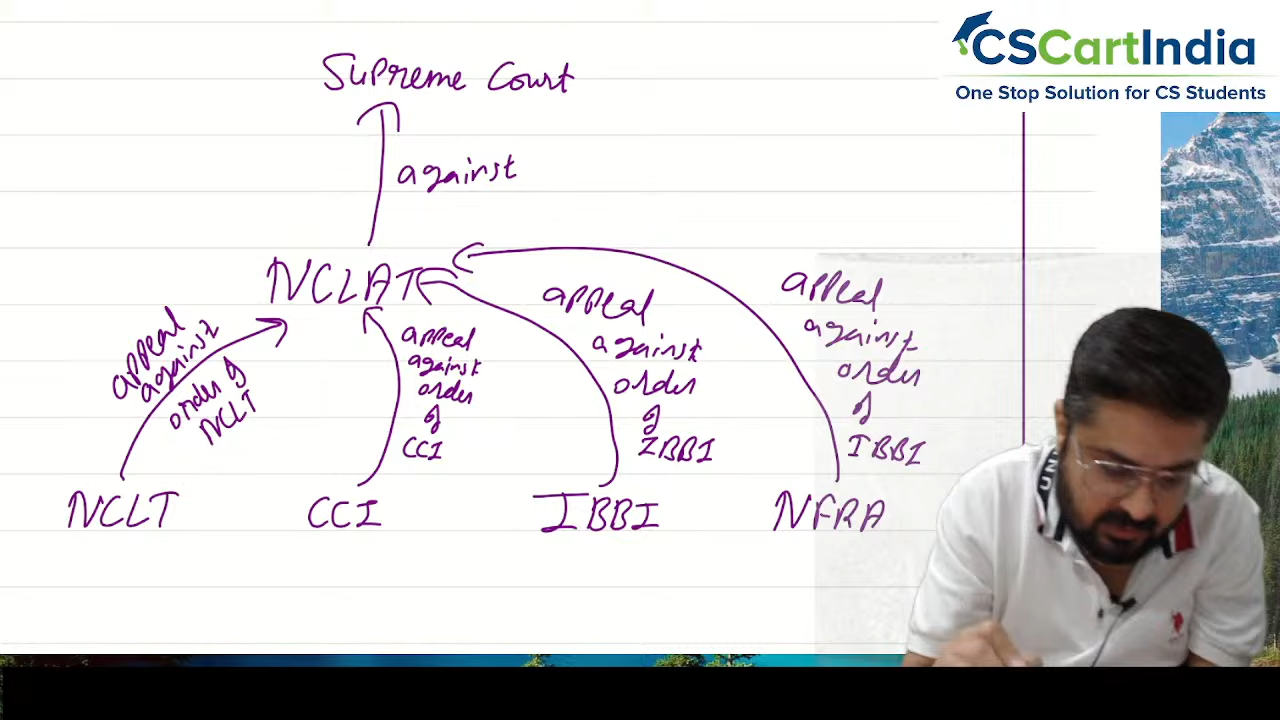 CSCartIndia
One Stop Solution for CS Students
Supreme Court
against
NCLAT
appeal
against
order of
NCLT
appeal
against
order
of
CCI
appeal
against
order
of
IBBI
appeal
against
order
of
IBBI
NCLT
CCI
IBBI
NFRA